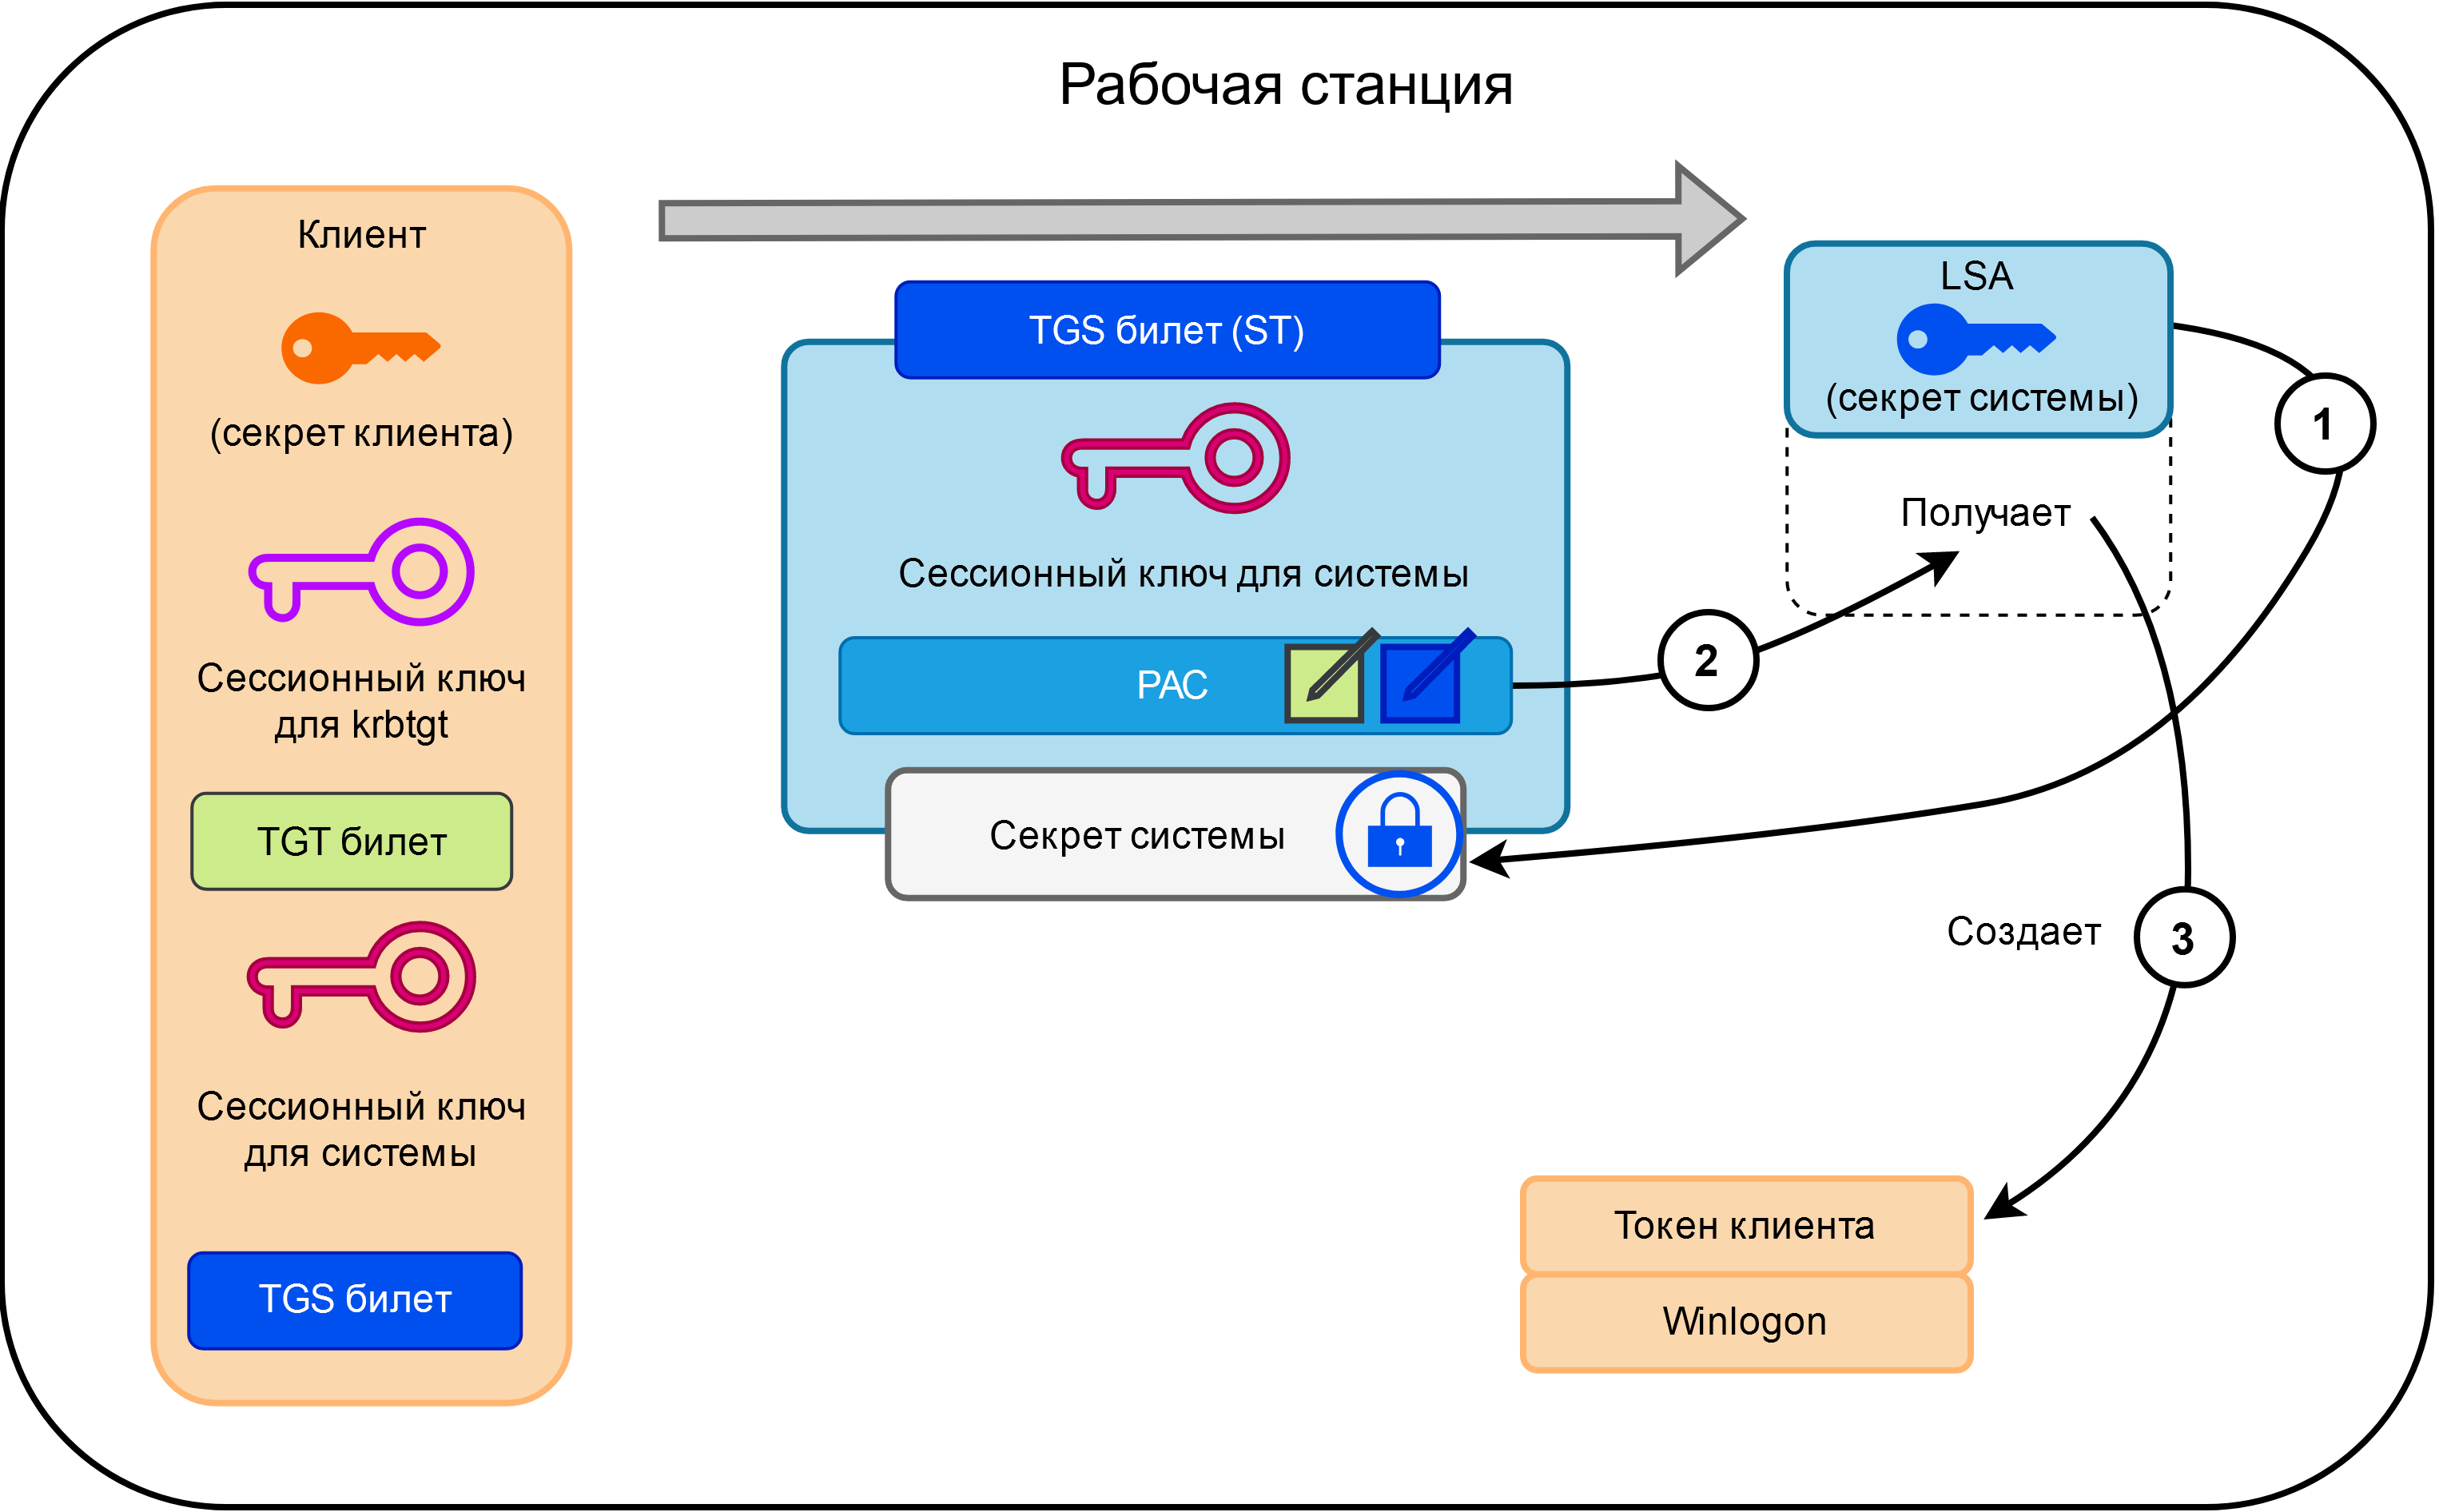 Рабочая станция
Клиент
(секрет клиента)
Сессионный ключ
для krbtgt
TGT билет
Сессионный ключ
для системы
TGS билет
TGS билет (ST)
Сессионный ключ для системы
PAC
Секрет системы
LSA
(секрет системы)
Получает
1
2
3
Создает
Токен клиента
Winlogon